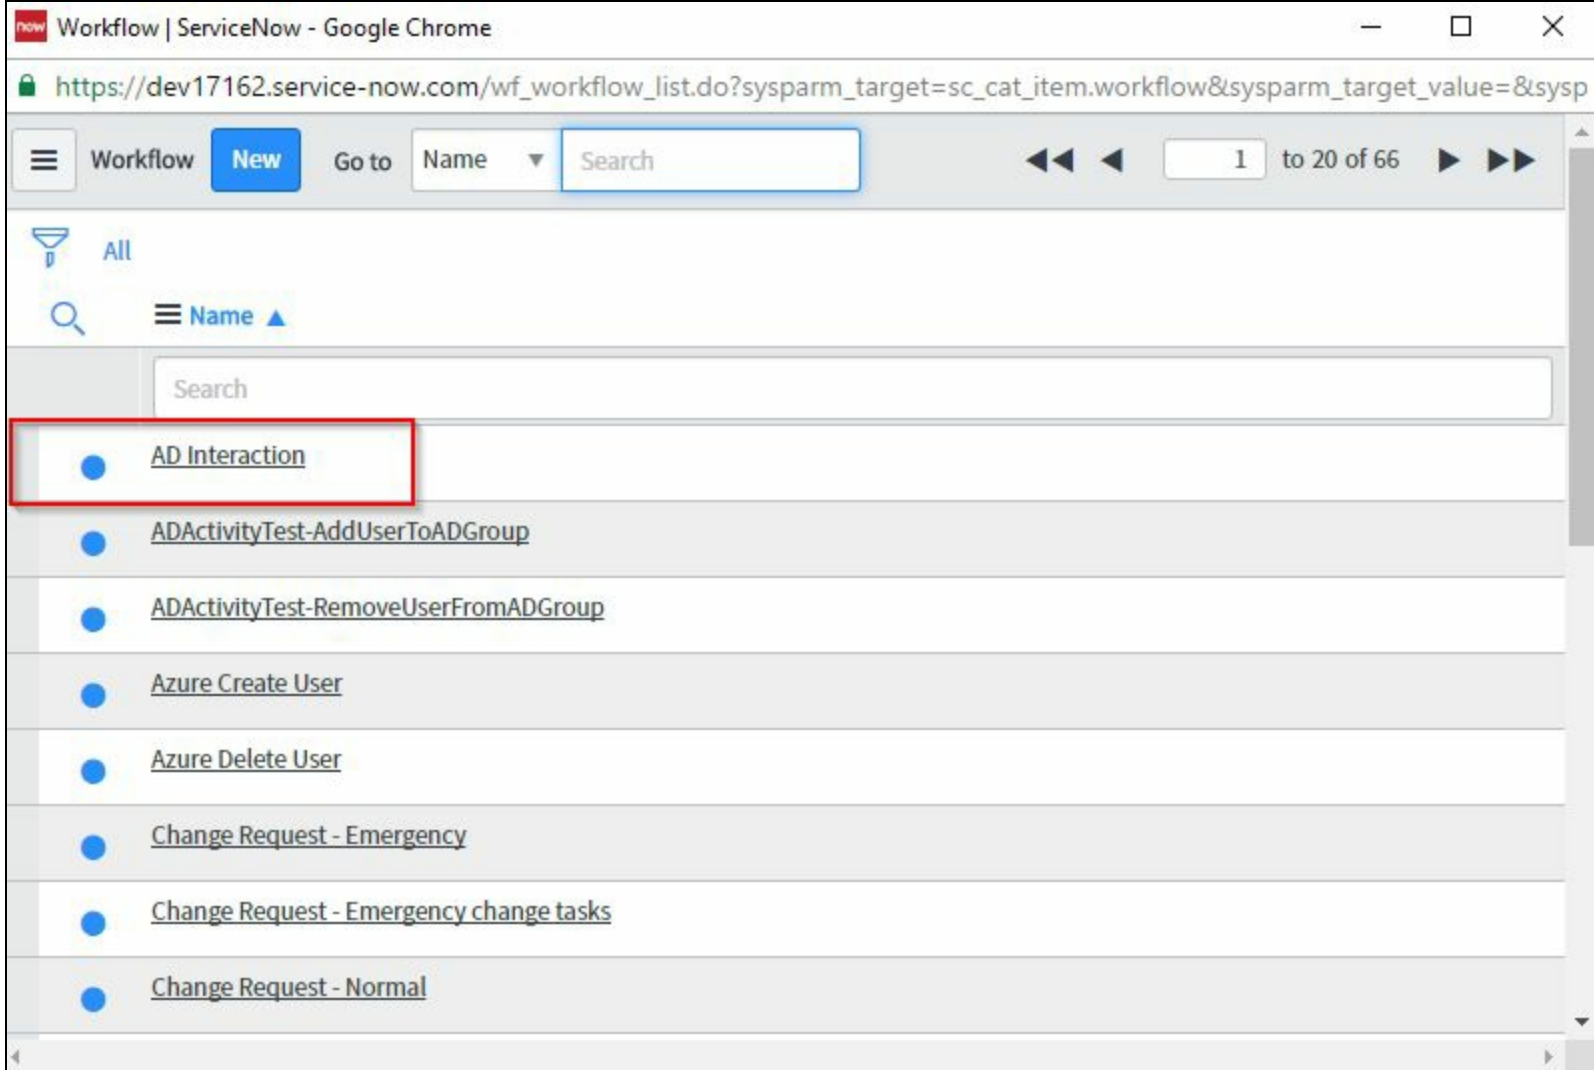 now Workflow | ServiceNow - Google Chrome
https://dev17162.service-now.com/wf_workflow_list.do?sysparm_target=sc_cat_item.workflow&sysparm_target_value=&sysp
Workflow New Go to Name Search 1 to 20 of 66
All
Name
Search
AD Interaction
ADActivityTest-AddUserToADGroup
ADActivityTest-RemoveUserFromADGroup
Azure Create User
Azure Delete User
Change Request - Emergency
Change Request - Emergency change tasks
Change Request - Normal